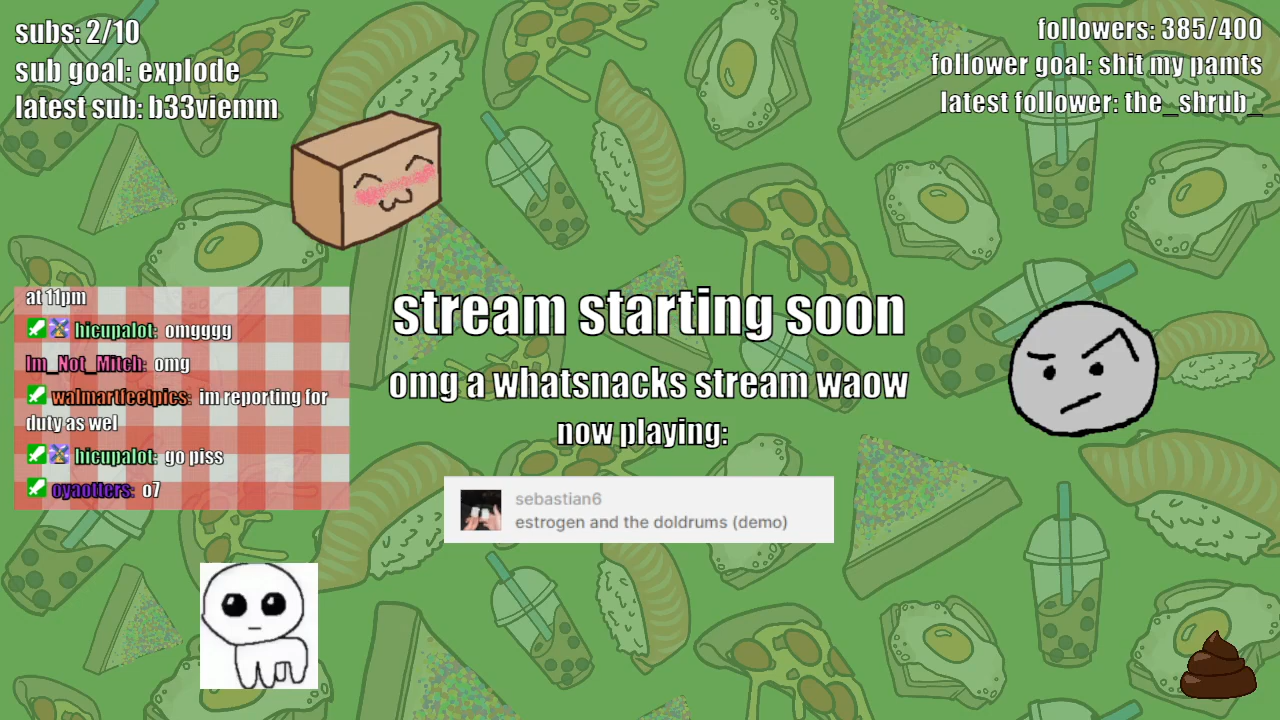 subs: 2/10
sub goal: explode
latest sub: b33viemm
followers: 385/400
follower goal: shit my pamts
latest follower: the_shrub_
at 11pm
hicupalot: omgggg
Im_Not_Mitch: omg
walmartfeetpics: im reporting for
duty as wel
hicupalot: go piss
oyaotters: o7
stream starting soon
omg a whatsnacks stream waow
now playing:
sebastian6
estrogen and the doldrums (demo)